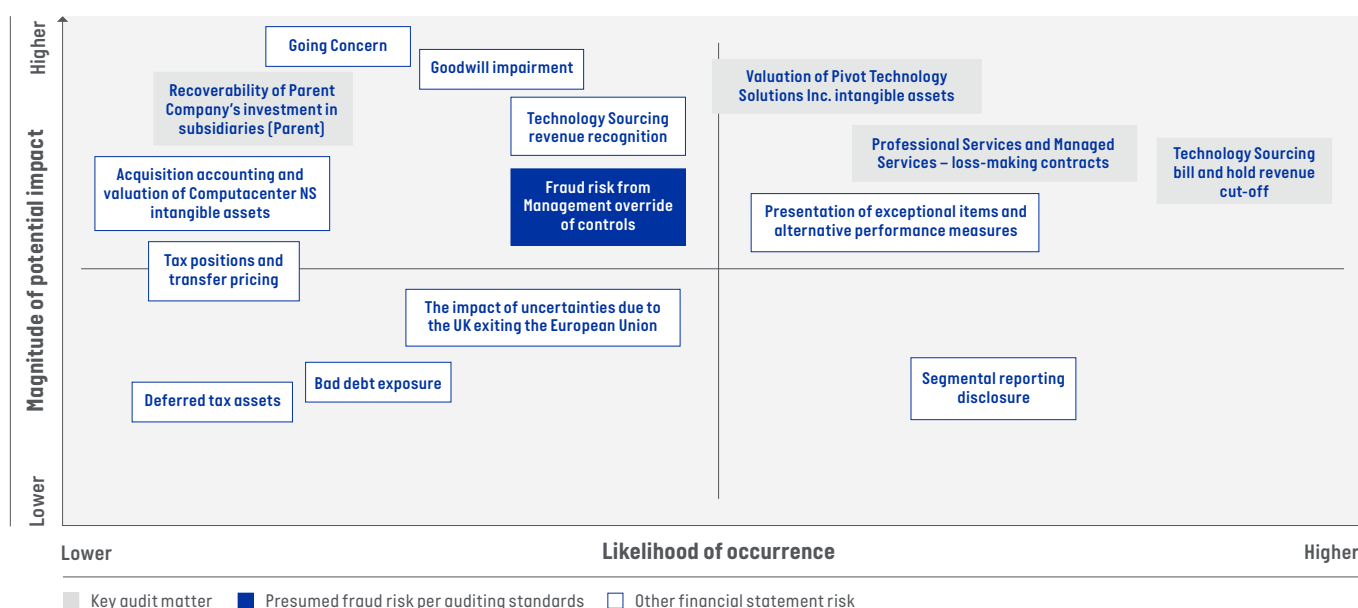 Higher
Magnitude of potential impact
Lower
Going Concern
Goodwill impairment
Recoverability of Parent
Company's investment in
subsidiaries (Parent)
Technology Sourcing
revenue recognition
Acquisition accounting and
valuation of Computacenter NS
intangible assets
Fraud risk from
Management override
of controls
Tax positions and
transfer pricing
Valuation of Pivot Technology
Solutions Inc. intangible assets
Professional Services and Managed
Services – loss-making contracts
Technology Sourcing
bill and hold revenue
cut-off
Presentation of exceptional items and
alternative performance measures
The impact of uncertainties due to
the UK exiting the European Union
Bad debt exposure
Deferred tax assets
Segmental reporting
disclosure
Lower
Likelihood of occurrence
Higher
Key audit matter
Presumed fraud risk per auditing standards
Other financial statement risk